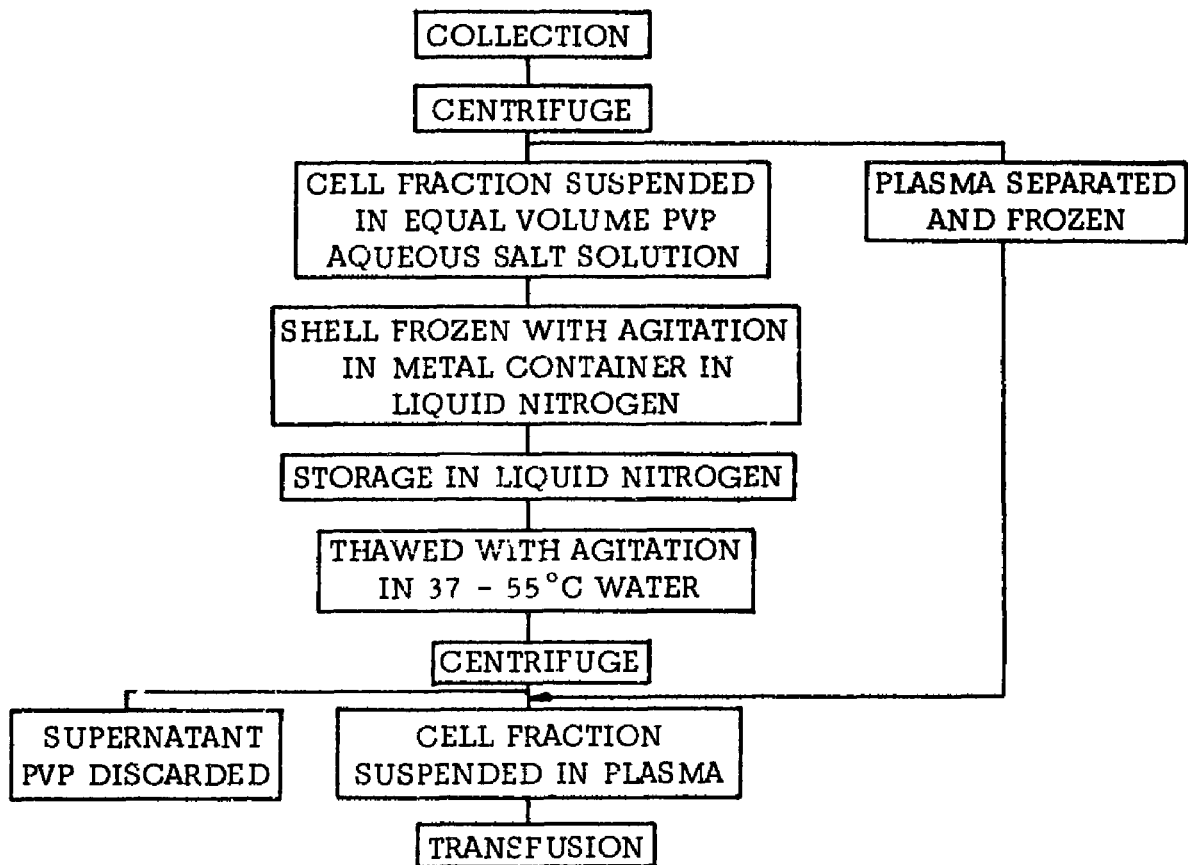 COLLECTION
CENTRIFUGE
CELL FRACTION SUSPENDED
IN EQUAL VOLUME PVP
AQUEOUS SALT SOLUTION
PLASMA SEPARATED
AND FROZEN
SHELL FROZEN WITH AGITATION
IN METAL CONTAINER IN
LIQUID NITROGEN
STORAGE IN LIQUID NITROGEN
THAWED WITH AGITATION
IN 37 - 55°C WATER
CENTRIFUGE
SUPERNATANT
PVP DISCARDED
CELL FRACTION
SUSPENDED IN PLASMA
TRANSFUSION